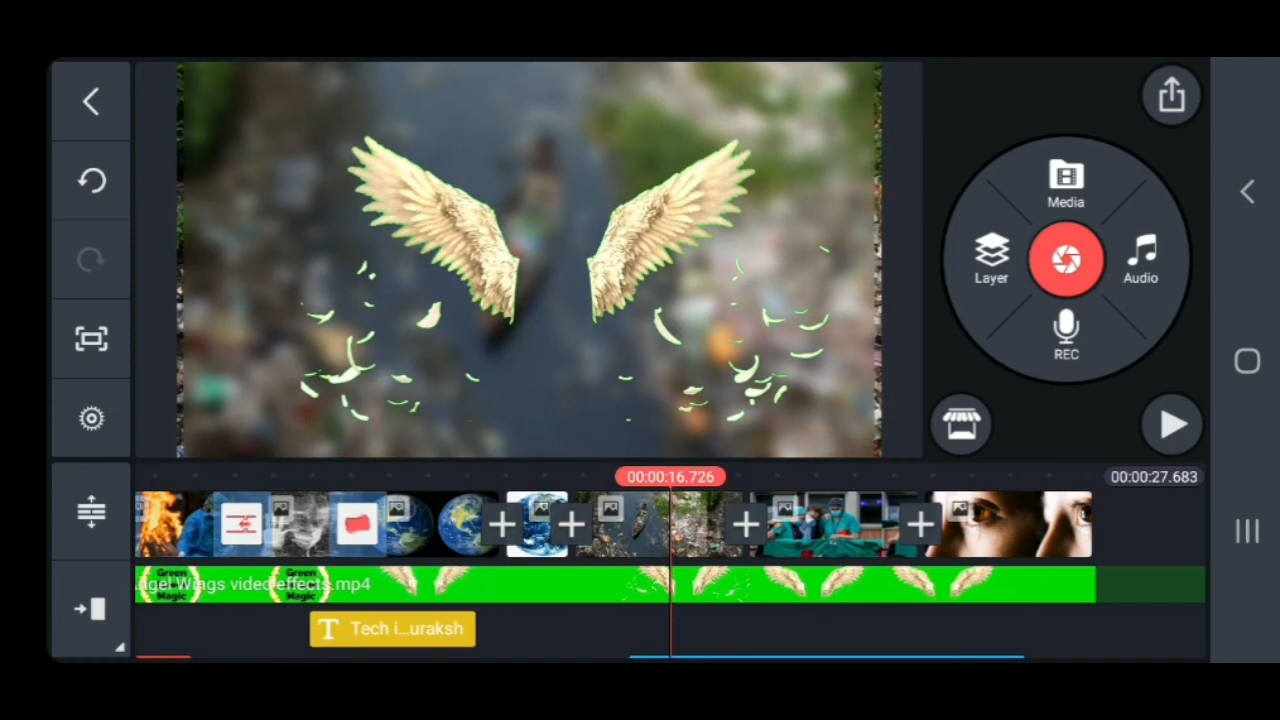 Media
Layer
Audio
REC
00:00:16.726
00:00:27.683
Green
Magic
Green
Magic
ngel Wings video effects.mp4
T Tech i...uraksh